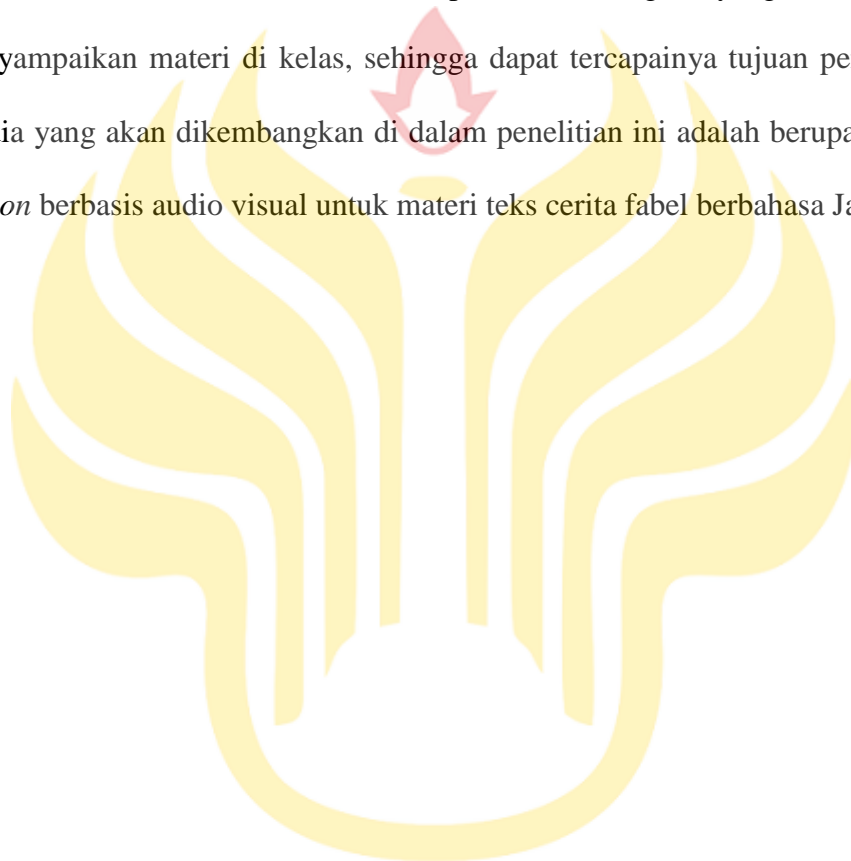 yampaikan materi di kelas, sehingga dapat tercapainya tujuan pe
ia yang akan dikembangkan di dalam penelitian ini adalah berupa
on berbasis audio visual untuk materi teks cerita fabel berbahasa Ja